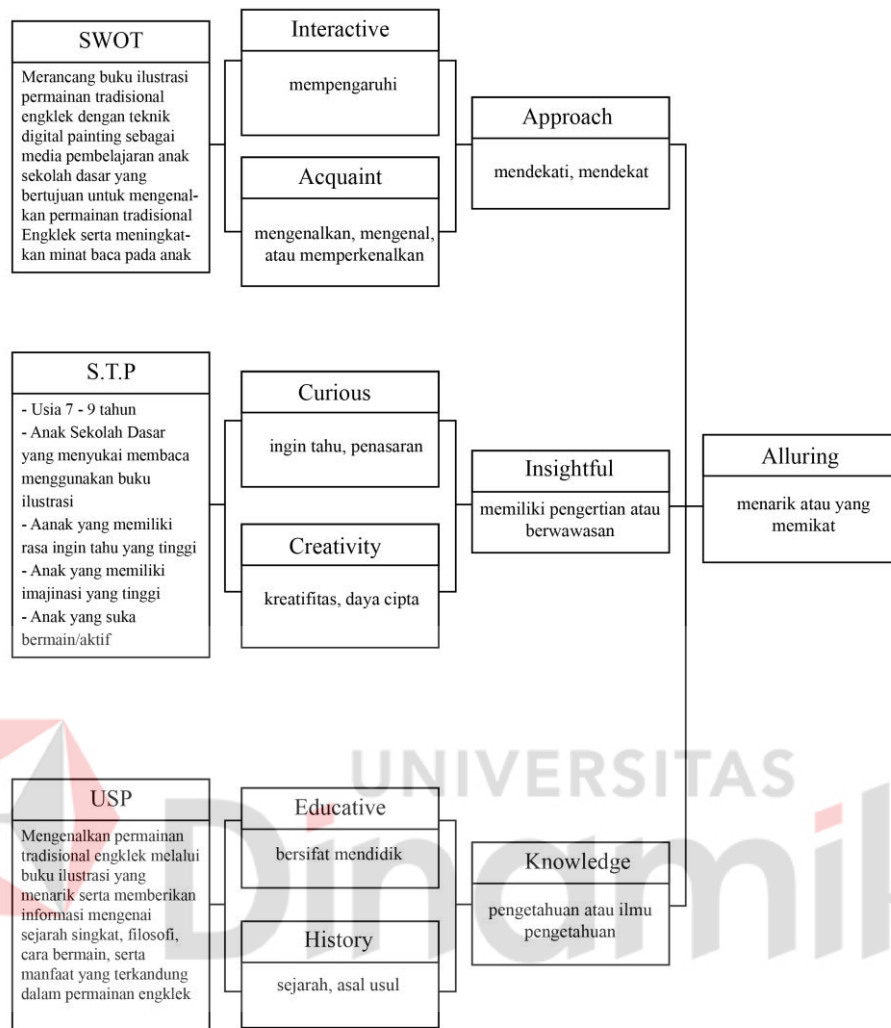 SWOT
Merancang buku ilustrasi
permainan tradisional
engklek dengan teknik
digital painting sebagai
media pembelajaran anak
sekolah dasar yang
bertujuan untuk mengenal-
kan permainan tradisional
Engklek serta meningkat-
kan minat baca pada anak
Interactive
mempengaruhi
Acquaint
mengenalkan, mengenal,
atau memperkenalkan
Approach
mendekati, mendekat
S.T.P
- Usia 7 - 9 tahun
- Anak Sekolah Dasar
yang menyukai membaca
menggunakan buku
ilustrasi
- Aanak yang memiliki
rasa ingin tahu yang tinggi
- Anak yang memiliki
imajinasi yang tinggi
- Anak yang suka
bermain/aktif
Curious
ingin tahu, penasaran
Creativity
kreatifitas, daya cipta
Insightful
memiliki pengertian atau
berwawasan
Alluring
menarik atau yang
memikat
USP
Mengenalkan permainan
tradisional engklek melalui
buku ilustrasi yang
menarik serta memberikan
informasi mengenai
sejarah singkat, filosofi,
cara bermain, serta
manfaat yang terkandung
dalam permainan engklek
Educative
bersifat mendidik
History
sejarah, asal usul
Knowledge
pengetahuan atau ilmu
pengetahuan
UNIVERSITAS
Dinamik